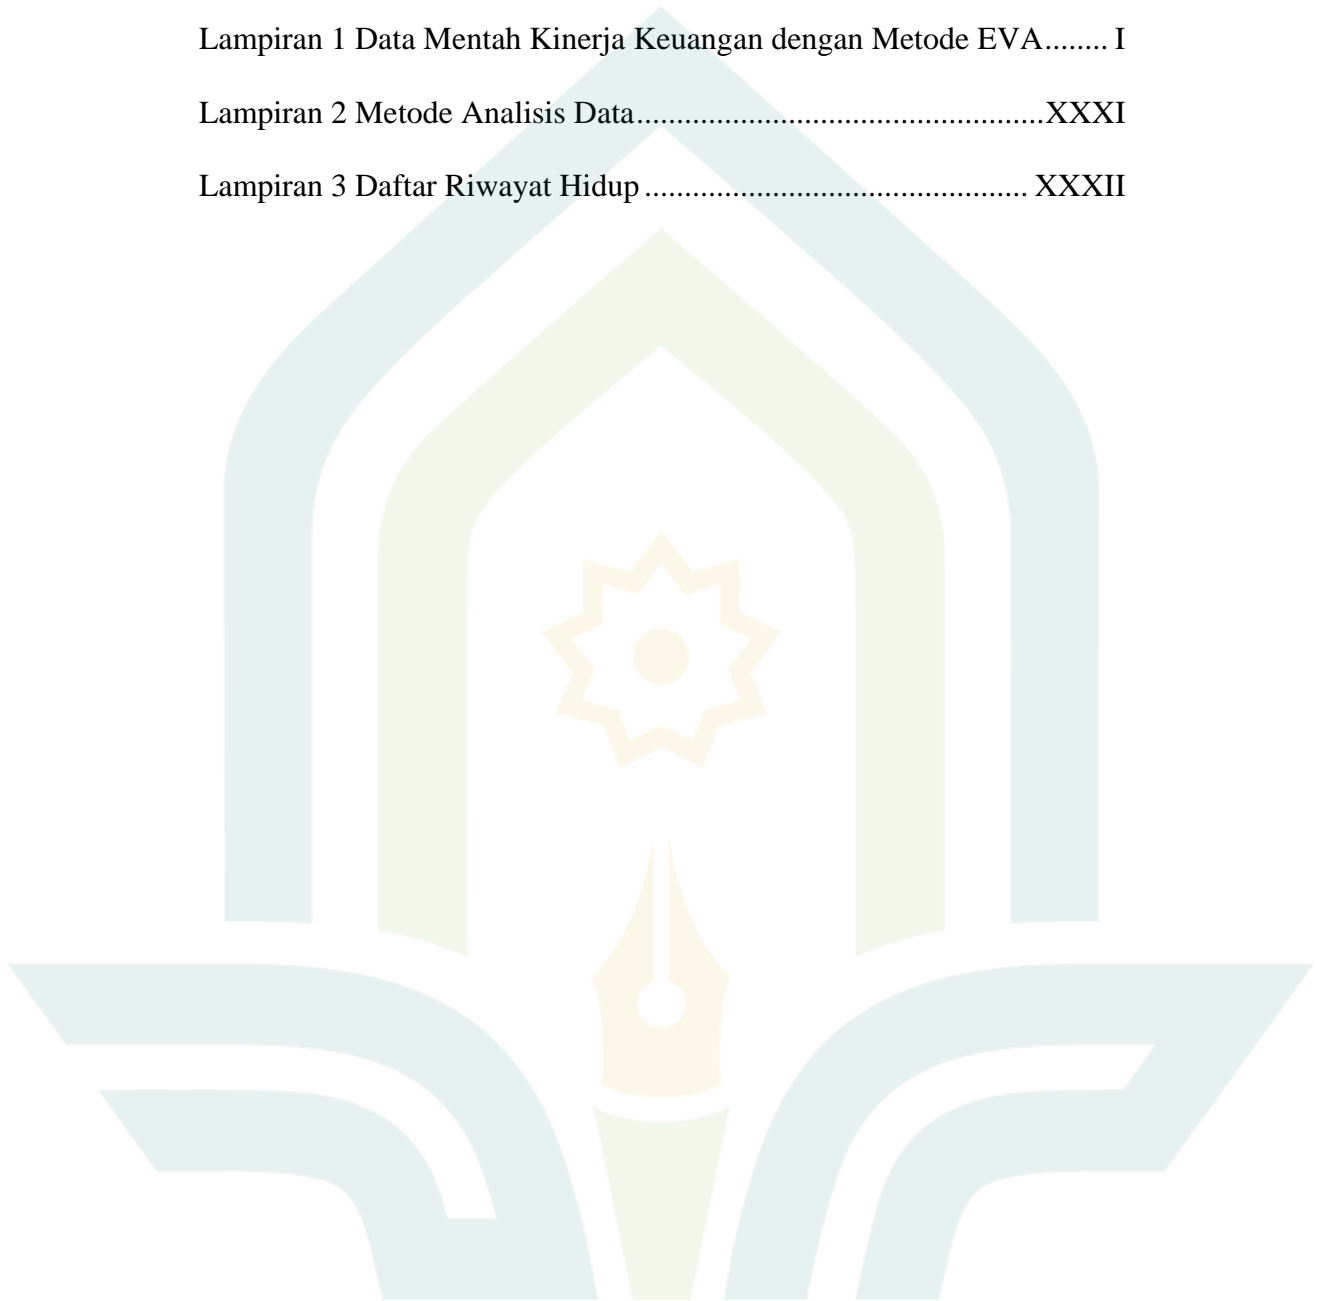 Lampiran 1 Data Mentah Kinerja Keuangan dengan Metode EVA........ I
Lampiran 2 Metode Analisis Data..............................................XXXI
Lampiran 3 Daftar Riwayat Hidup ........................................... XXXII